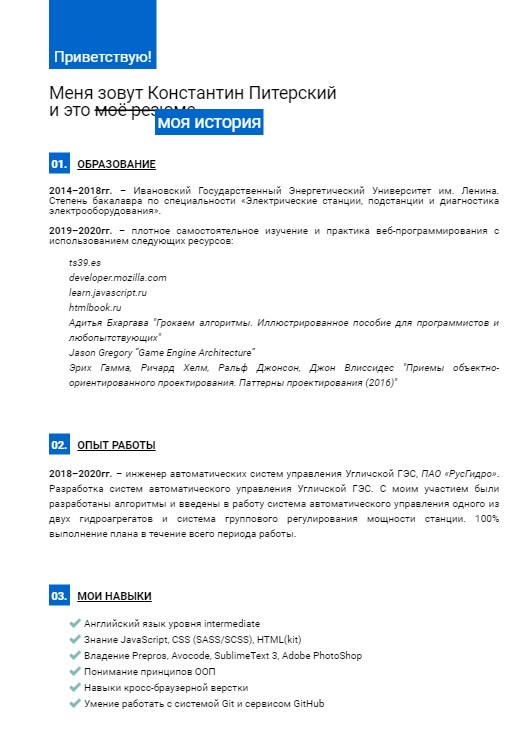 Приветствую!
Меня зовут Константин Питерский
и это моё резюме
моя история
01. ОБРАЗОВАНИЕ
2014–2018гг. – Ивановский Государственный Энергетический Университет им. Ленина.
Степень бакалавра по специальности «Электрические станции, подстанции и диагностика
электрооборудования».
2019–2020гг. – плотное самостоятельное изучение и практика веб-программирования с
использованием следующих ресурсов:
ts39.es
developer.mozilla.com
learn.javascript.ru
htmlbook.ru
Адитья Бхаргава "Грокаем алгоритмы. Иллюстрированное пособие для программистов и
любопытствующих"
Jason Gregory “Game Engine Architecture”
Эрих Гамма, Ричард Хелм, Ральф Джонсон, Джон Влиссидес "Приемы объектно-
ориентированного проектирования. Паттерны проектирования (2016)"
02. ОПЫТ РАБОТЫ
2018–2020гг. – инженер автоматических систем управления Угличской ГЭС, ПАО «РусГидро».
Разработка систем автоматического управления Угличской ГЭС. С моим участием были
разработаны алгоритмы и введены в работу система автоматического управления одного из
двух гидроагрегатов и система группового регулирования мощности станции. 100%
выполнение плана в течение всего периода работы.
03. МОИ НАВЫКИ
Английский язык уровня intermediate
Знание JavaScript, CSS (SASS/SCSS), HTML(kit)
Владение Prepros, Avocode, SublimeText 3, Adobe PhotoShop
Понимание принципов ООП
Навыки кросс-браузерной верстки
Умение работать с системой Git и сервисом GitHub